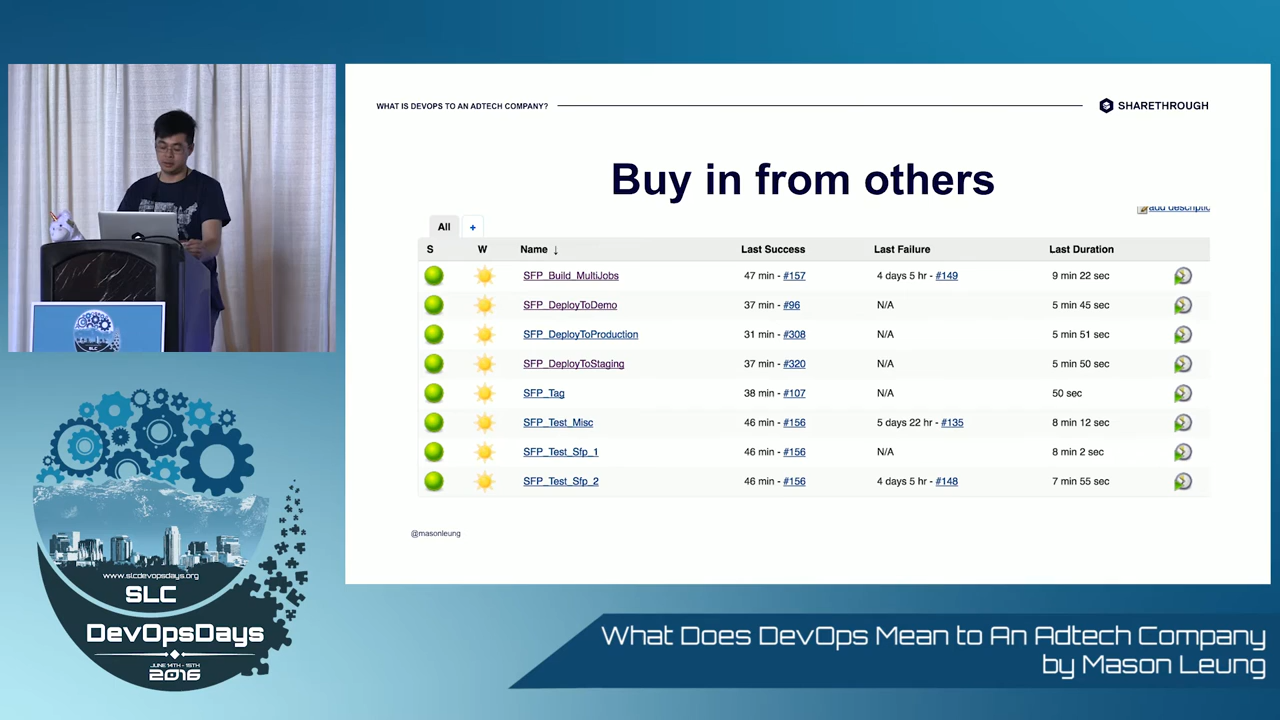 WHAT IS DEVOPS TO AN ADTECH COMPANY?
SHARETHROUGH
Buy in from others
add descriptic
All +
S W Name ↓ Last Success Last Failure Last Duration
SFP_Build_MultiJobs 47 min - #157 4 days 5 hr - #149 9 min 22 sec
SFP_DeployToDemo 37 min - #96 N/A 5 min 45 sec
SFP_DeployToProduction 31 min - #308 N/A 5 min 51 sec
SFP_DeployToStaging 37 min - #320 N/A 5 min 50 sec
SFP_Tag 38 min - #107 N/A 50 sec
SFP_Test_Misc 46 min - #156 5 days 22 hr - #135 8 min 12 sec
SFP_Test_Sfp_1 46 min - #156 N/A 8 min 2 sec
SFP_Test_Sfp_2 46 min - #156 4 days 5 hr - #148 7 min 55 sec
@masonleung
SLC
www.slcdevopsdays.org
SLC
DevOpsDays
JUNE 14TH - 15TH
2016
What Does DevOps Mean to An Adtech Company
by Mason Leung